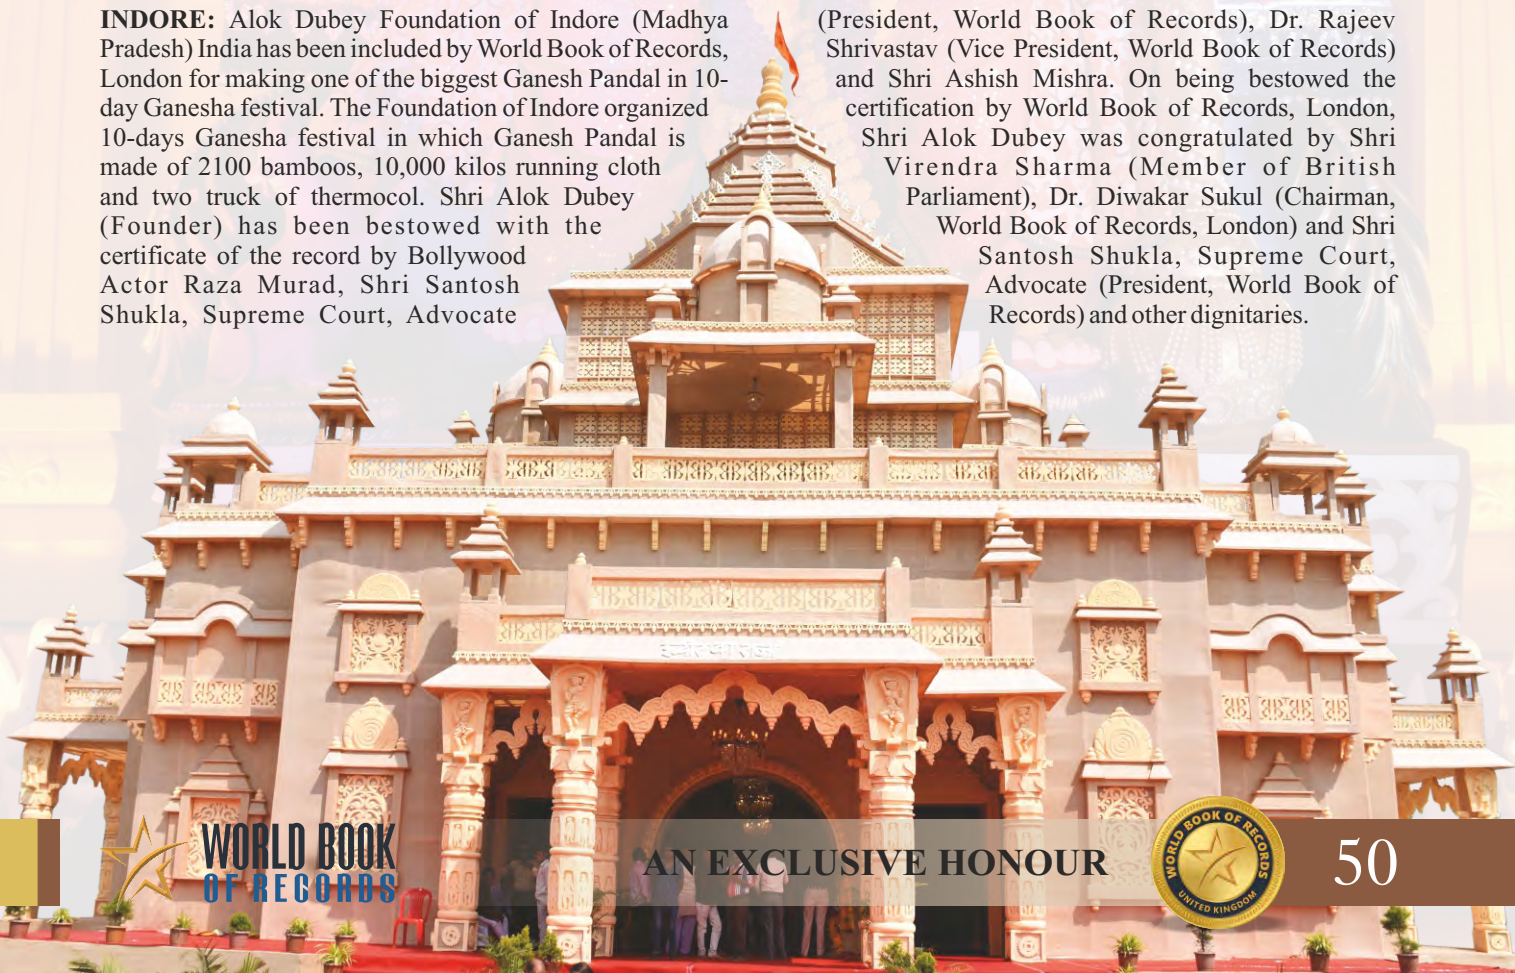 INDORE: Alok Dubey Foundation of Indore (Madhya
Pradesh) India has been included by World Book of Records,
London for making one of the biggest Ganesh Pandal in 10-
day Ganesha festival. The Foundation of Indore organized
10-days Ganesha festival in which Ganesh Pandal is
made of 2100 bamboos, 10,000 kilos running cloth
and two truck of thermocol. Shri Alok Dubey
(Founder) has been bestowed with the
certificate of the record by Bollywood
Actor Raza Murad, Shri Santosh
Shukla, Supreme Court, Advocate
(President, World Book of Records), Dr. Rajeev
Shrivastav (Vice President, World Book of Records)
and Shri Ashish Mishra. On being bestowed the
certification by World Book of Records, London,
Shri Alok Dubey was congratulated by Shri
Virendra Sharma (Member of British
Parliament), Dr. Diwakar Sukul (Chairman,
World Book of Records, London) and Shri
Santosh Shukla, Supreme Court,
Advocate (President, World Book of
Records) and other dignitaries.
WORLD BOOK
OF RECORDS
AN EXCLUSIVE HONOUR
WORLD BOOK OF RECORDS
UNITED KINGDOM
50